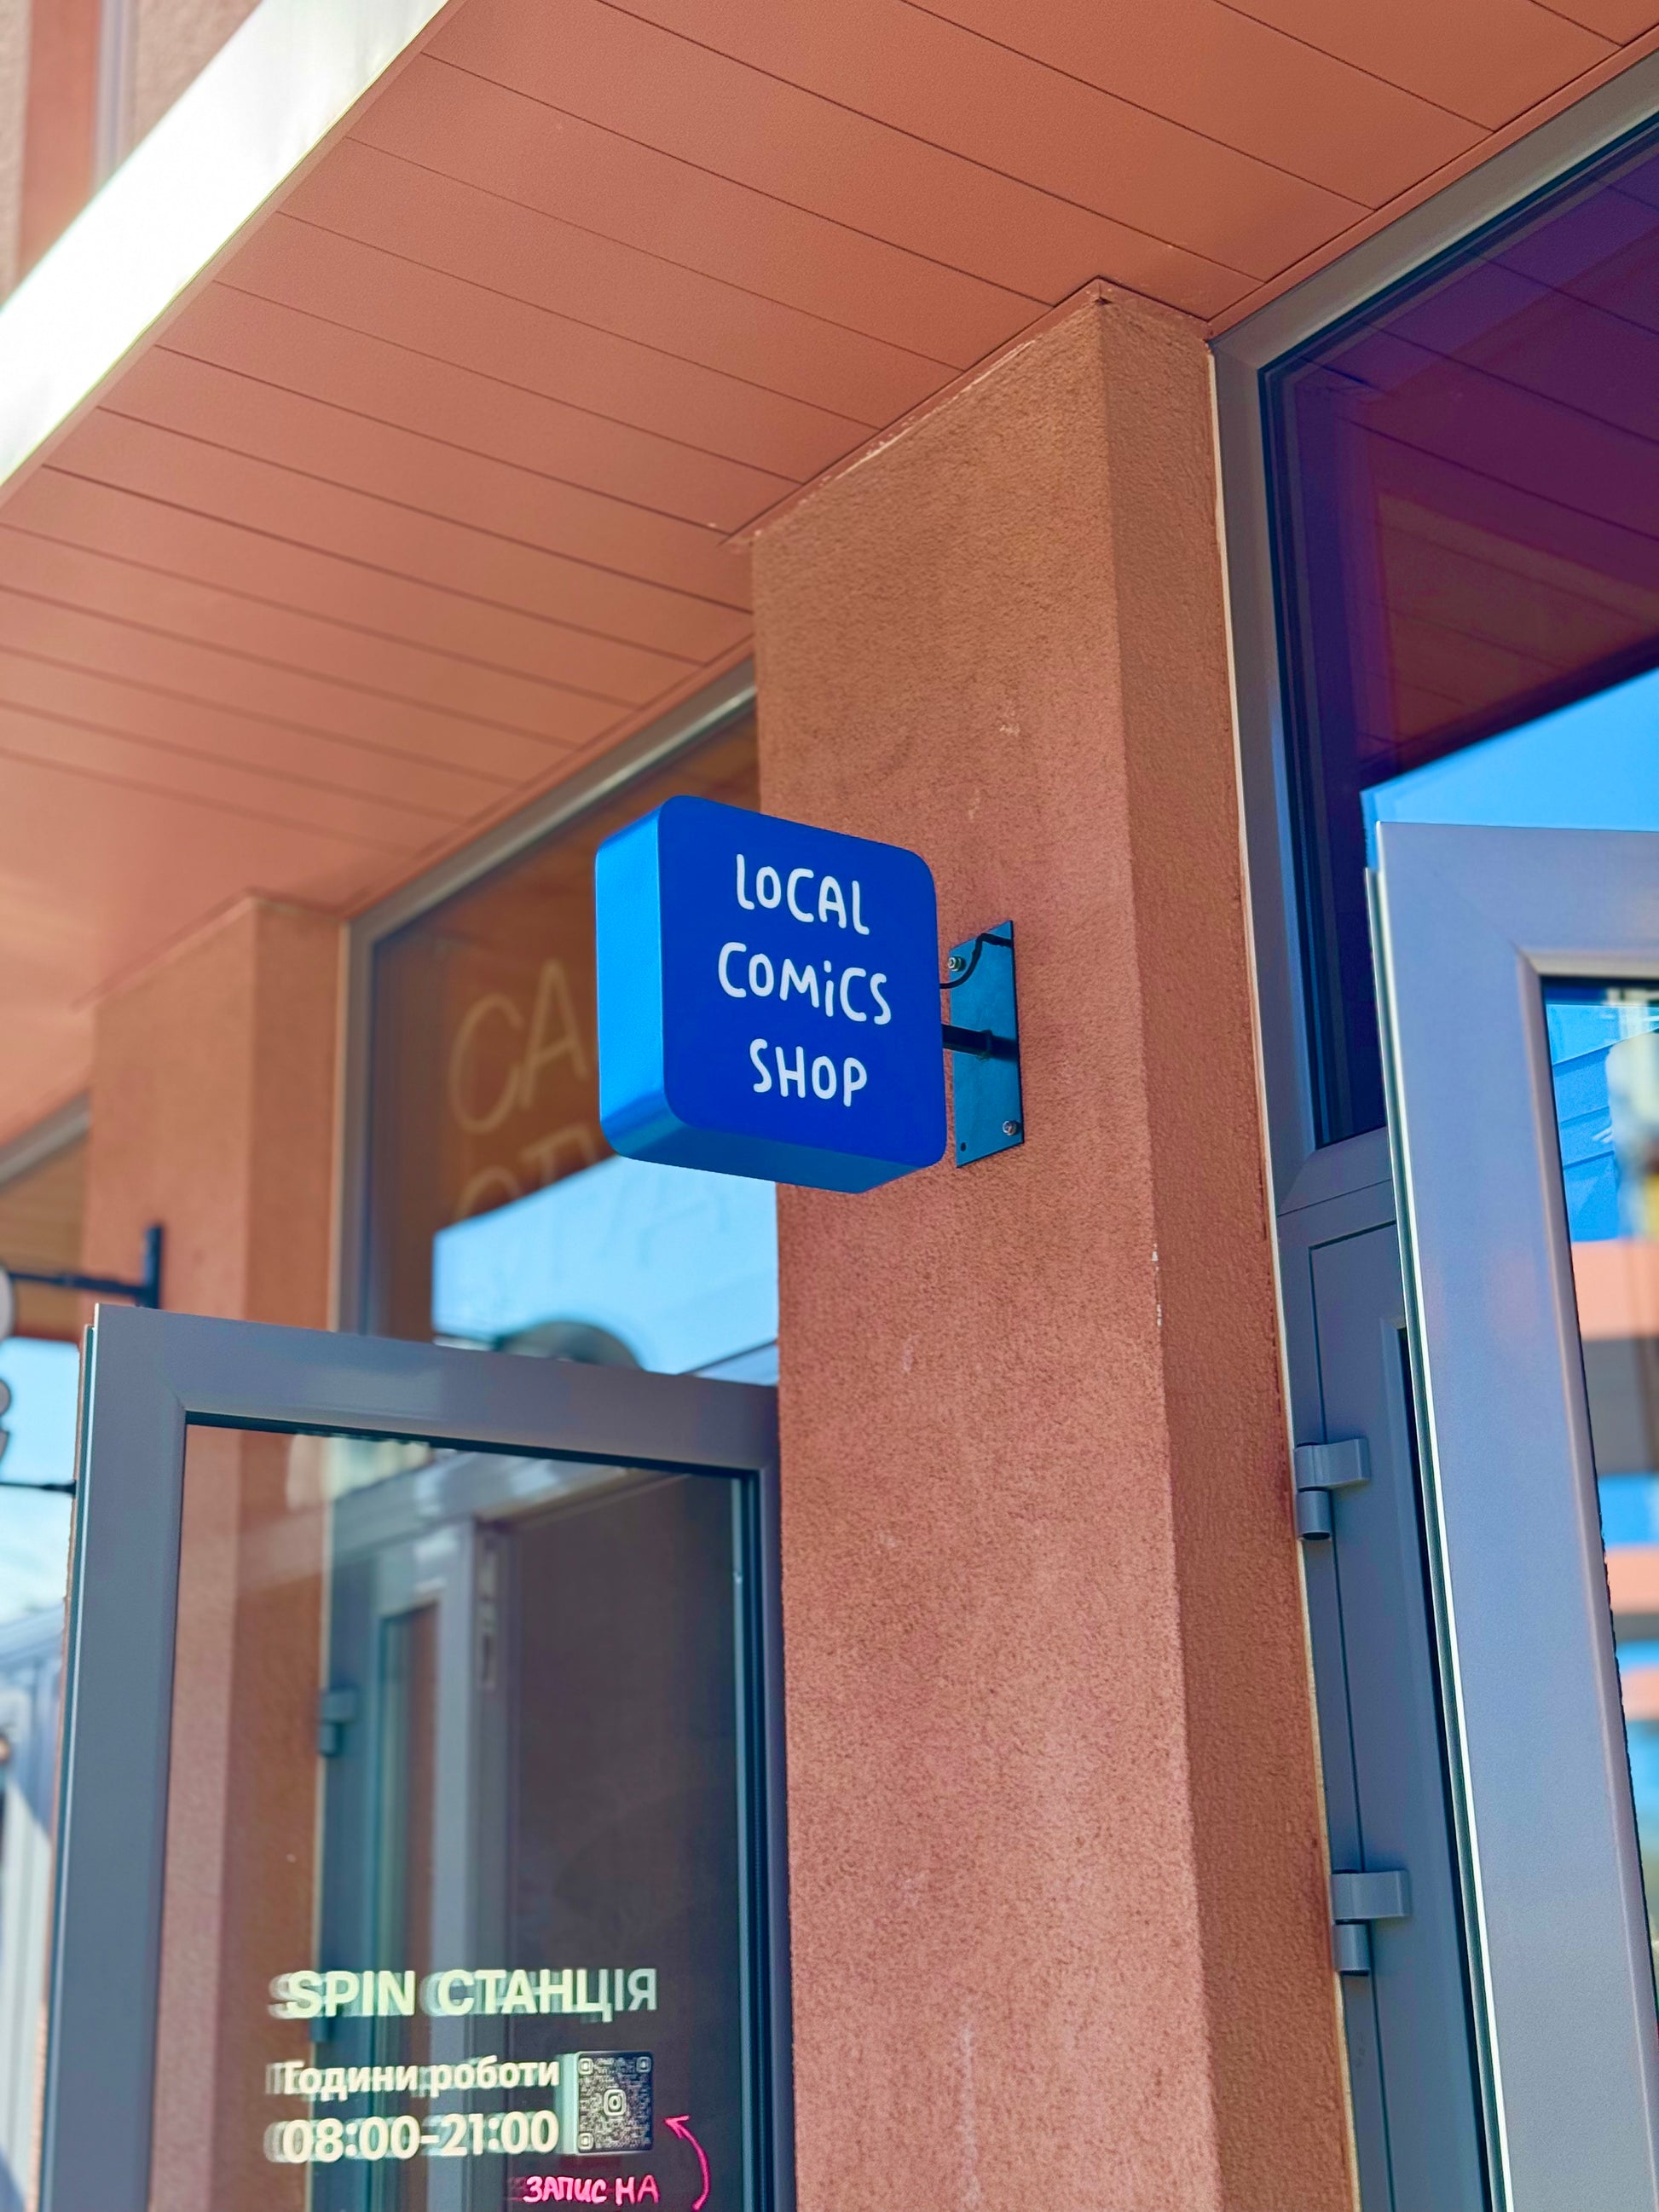 LOCAL
COMiCS
SHOP
SPIN СТАНЦІЯ
Години роботи
08:00-21:00
ЗАПИС НА